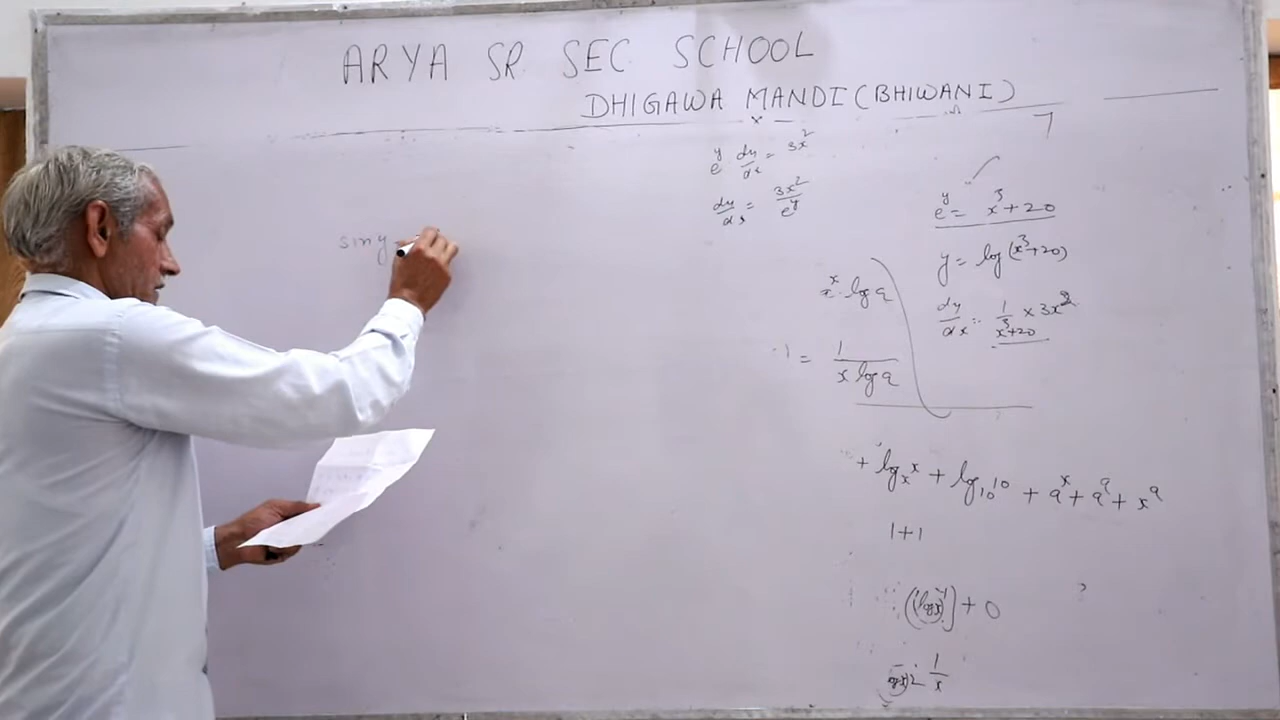 ARYA SR. SEC. SCHOOL
DHIGAWA MANDI (BHIWANI)
7
e^y dy/dx = 3x^2
dy/dx = 3x^2/e^y
sin y
e^y = x^3+20
y = log(x^3+20)
dy/dx = 1/(x^3+20) × 3x^2
a^x log a
-1 = 1/(x log a)
+ log_x x + log_10 10 + a^x + a^a + x^a
1+1
+ 0
1/x